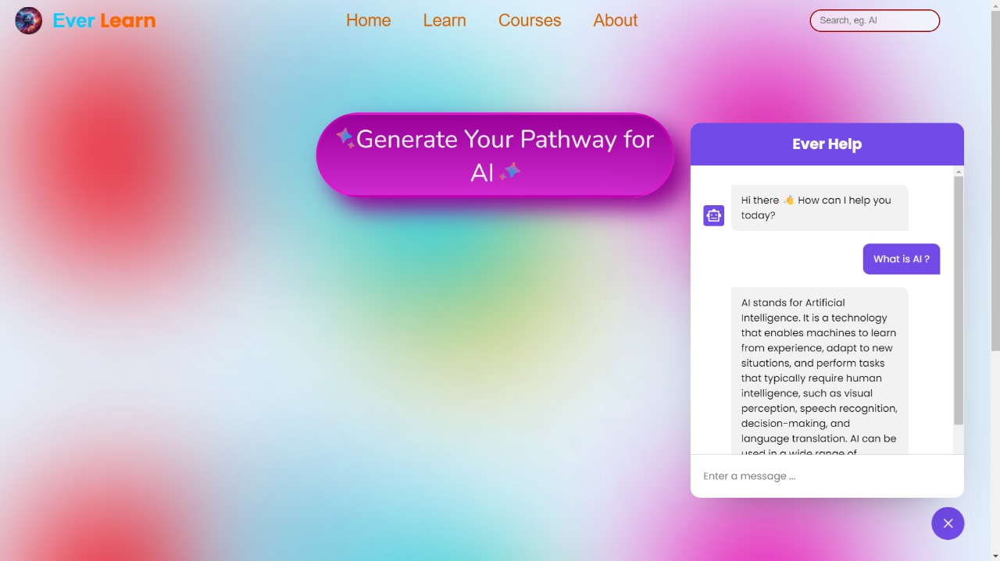 Ever Learn
Home
Learn
Courses
About
Search, eg. AI
✨Generate Your Pathway for
AI ✨
Ever Help
Hi there 👋 How can I help you
today?
What is AI ?
AI stands for Artificial
Intelligence. It is a technology
that enables machines to learn
from experience, adapt to new
situations, and perform tasks
that typically require human
intelligence, such as visual
perception, speech recognition,
decision-making, and
language translation. AI can be
used in a wide range of
Enter a message ...